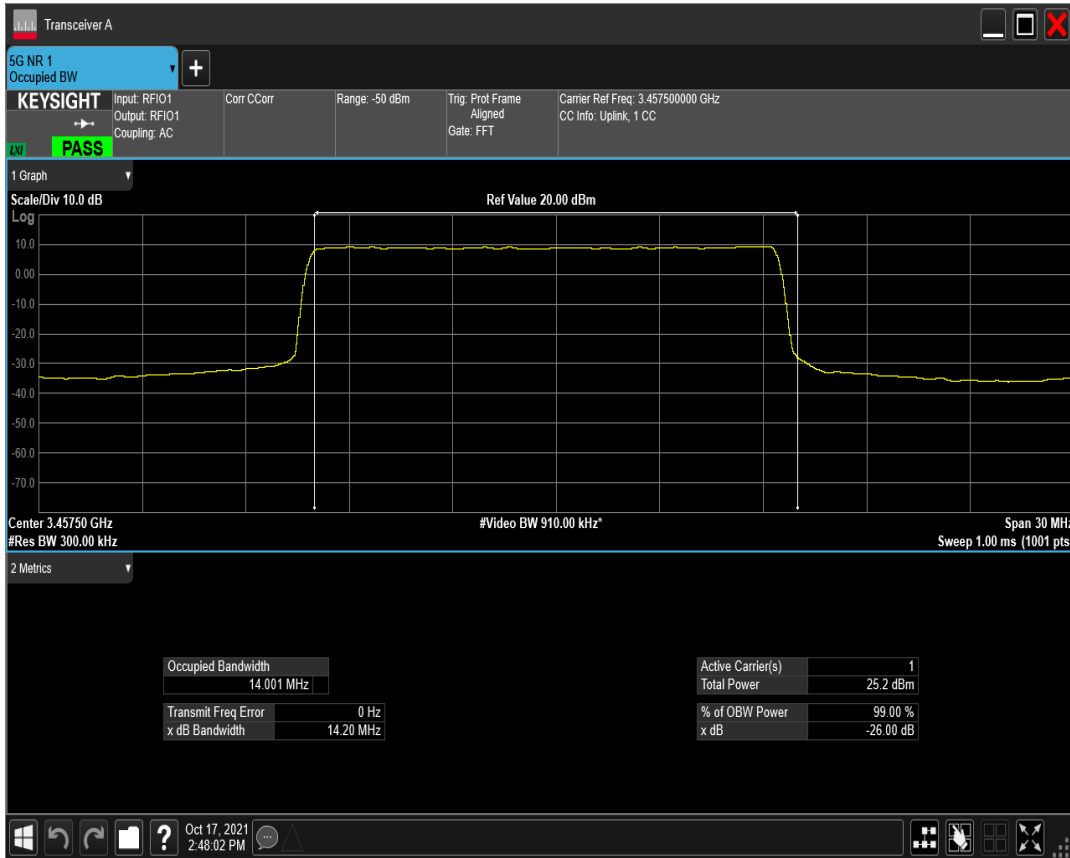 Transceiver A
5G NR 1
Occupied BW
KEYSIGHT
LXI
PASS
Input: RFIO1
Output: RFIO1
Coupling: AC
Corr CCorr
Range: -50 dBm
Trig: Prot Frame
Aligned
Gate: FFT
Carrier Ref Freq: 3.457500000 GHz
CC Info: Uplink, 1 CC
1 Graph
Scale/Div 10.0 dB
Ref Value 20.00 dBm
Log
10.0
0.00
-10.0
-20.0
-30.0
-40.0
-50.0
-60.0
-70.0
Center 3.45750 GHz
#Video BW 910.00 kHz*
Span 30 MHz
#Res BW 300.00 kHz
Sweep 1.00 ms (1001 pts
2 Metrics
Occupied Bandwidth
14.001 MHz
Transmit Freq Error 0 Hz
x dB Bandwidth 14.20 MHz
Active Carrier(s) 1
Total Power 25.2 dBm
% of OBW Power 99.00 %
x dB -26.00 dB
?
Oct 17, 2021
2:48:02 PM